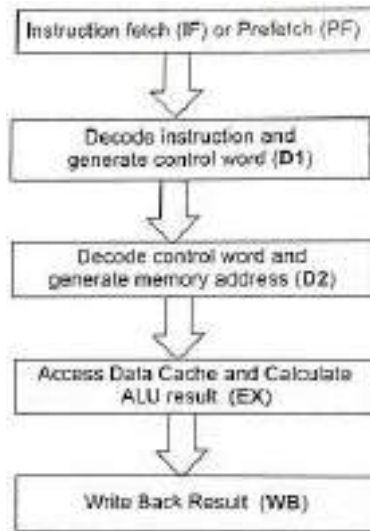 Instruction fetch (IF) or Prefetch (PF)
Decode instruction and
generate control word (D1)
Decode control word and
generate memory address (D2)
Access Data Cache and Calculate
ALU result (EX)
Write Back Result (WB)